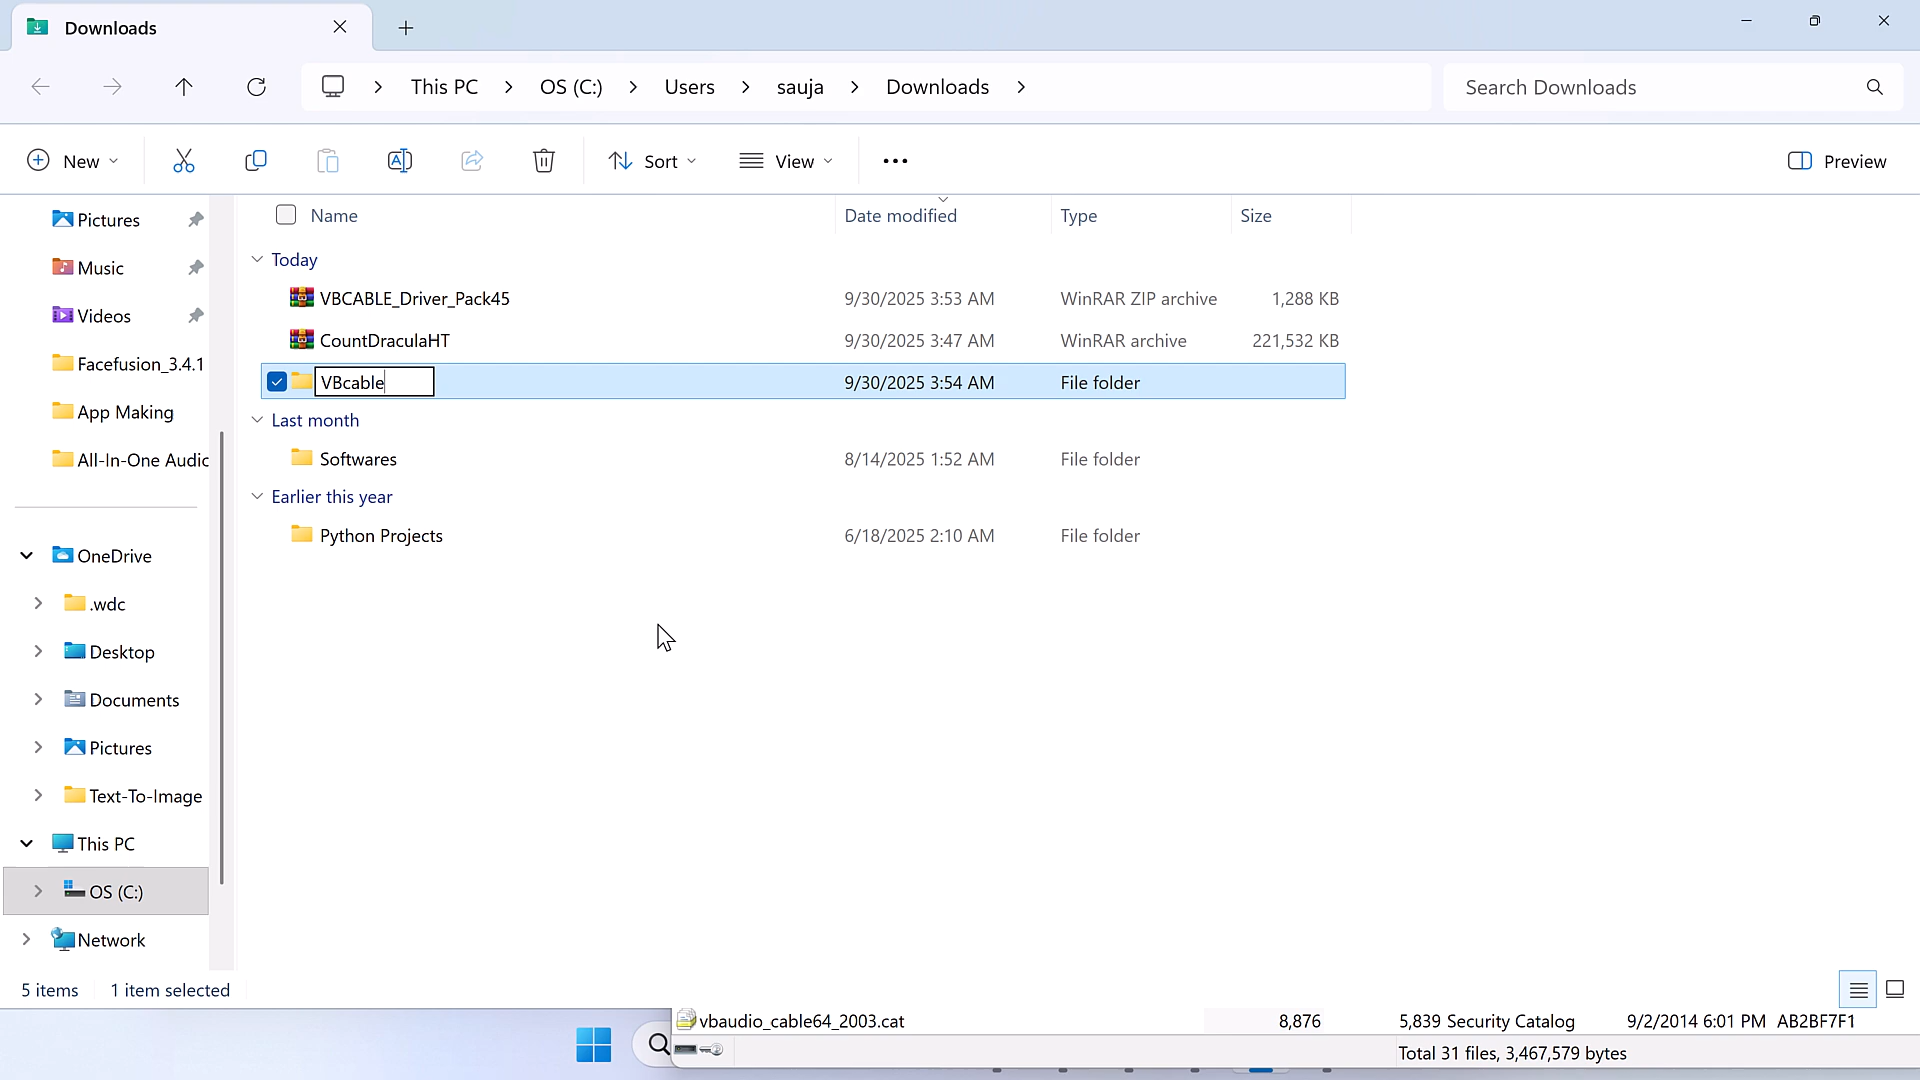 Downloads
This PC
OS (C:)
Users
sauja
Downloads
Search Downloads
New
Sort
View
Preview
Pictures
Music
Videos
Facefusion_3.4.1
App Making
All-In-One Audic
OneDrive
.wdc
Desktop
Documents
Pictures
Text-To-Image
This PC
OS (C:)
Network
Name Date modified Type Size
Today
VBCABLE_Driver_Pack45 9/30/2025 3:53 AM WinRAR ZIP archive 1,288 KB
CountDraculaHT 9/30/2025 3:47 AM WinRAR archive 221,532 KB
VBcable 9/30/2025 3:54 AM File folder
Last month
Softwares 8/14/2025 1:52 AM File folder
Earlier this year
Python Projects 6/18/2025 2:10 AM File folder
5 items 1 item selected
vbaudio_cable64_2003.cat 8,876 5,839 Security Catalog 9/2/2014 6:01 PM AB2BF7F1
Total 31 files, 3,467,579 bytes